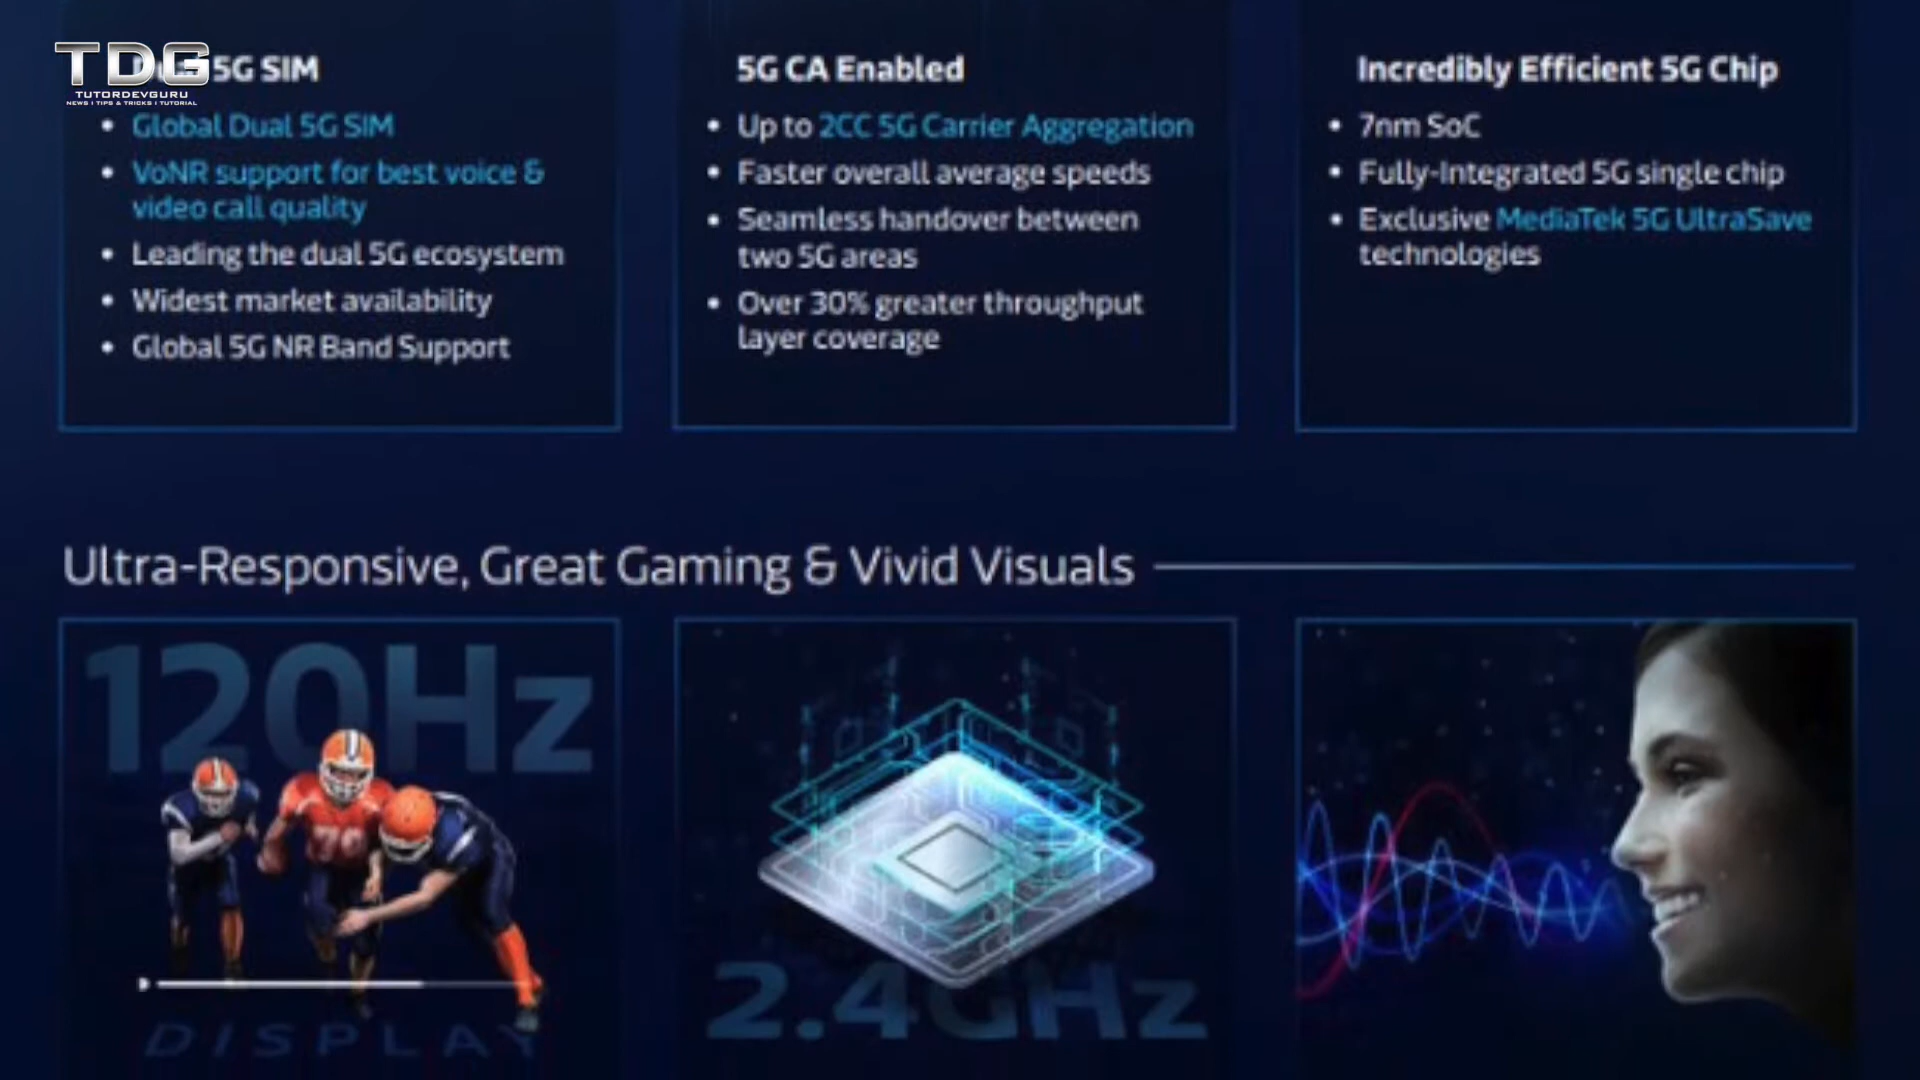 TDG
TUTORDEVGURU
NEWS I TIPS & TRICKS I TUTORIAL
5G SIM
Global Dual 5G SIM
VoNR support for best voice &
video call quality
Leading the dual 5G ecosystem
Widest market availability
Global 5G NR Band Support
5G CA Enabled
Up to 2CC 5G Carrier Aggregation
Faster overall average speeds
Seamless handover between
two 5G areas
Over 30% greater throughput
layer coverage
Incredibly Efficient 5G Chip
7nm SoC
Fully-Integrated 5G single chip
Exclusive MediaTek 5G UltraSave
technologies
Ultra-Responsive, Great Gaming & Vivid Visuals
120Hz
DISPLAY
2.4GHz